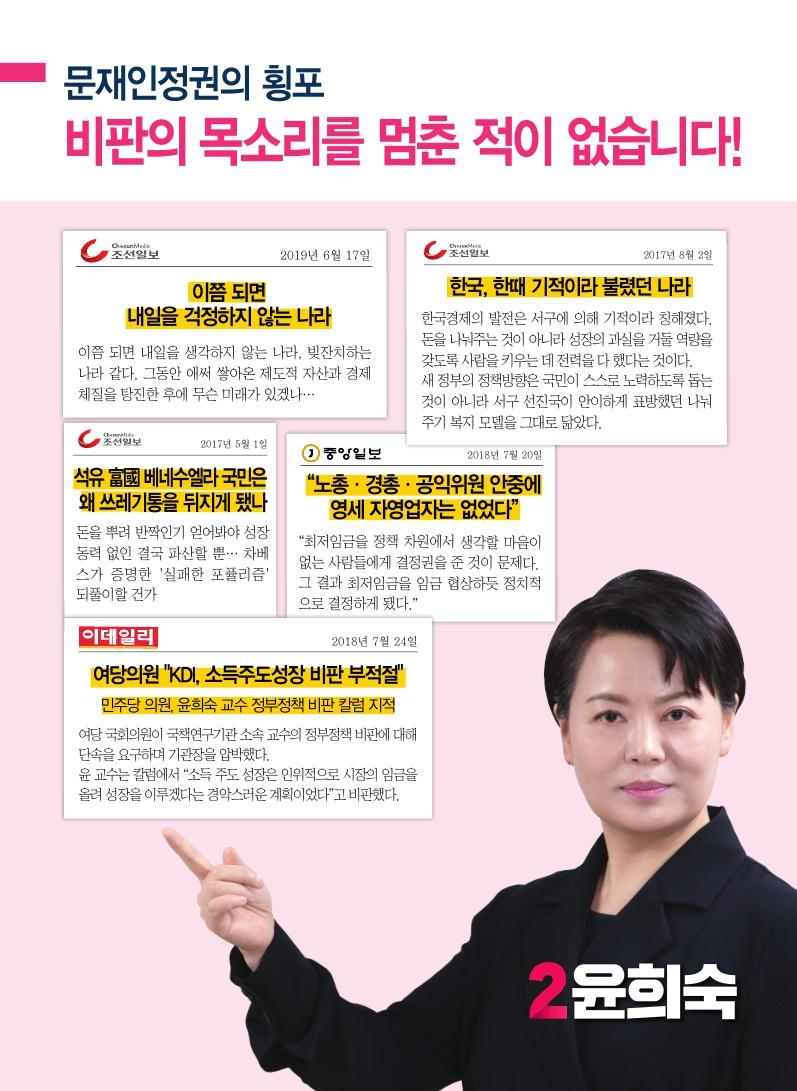 문재인정권의 횡포
비판의 목소리를 멈춘 적이 없습니다!
ChosunMedia
조선일보
2019년 6월 17일
이쯤 되면
내일을 걱정하지 않는 나라
이쯤 되면 내일을 생각하지 않는 나라, 빚잔치하는
나라 같다. 그동안 애써 쌓아온 제도적 자산과 경제
체질을 탕진한 후에 무슨 미래가 있겠나…
ChosunMedia
조선일보
2017년 8월 2일
한국, 한때 기적이라 불렸던 나라
한국경제의 발전은 서구에 의해 기적이라 칭해졌다.
돈을 나눠주는 것이 아니라 성장의 과실을 거둘 역량을
갖도록 사람을 키우는 데 전력을 다 했다는 것이다.
새 정부의 정책방향은 국민이 스스로 노력하도록 돕는
것이 아니라 서구 선진국이 안이하게 표방했던 나눠
주기 복지 모델을 그대로 닮았다.
ChosunMedia
조선일보
2017년 5월 1일
석유 富國 베네수엘라 국민은
왜 쓰레기통을 뒤지게 됐나
돈을 뿌려 반짝인기 얻어봐야 성장
동력 없인 결국 파산할 뿐… 차베
스가 증명한 '실패한 포퓰리즘'
되풀이할 건가
중앙일보
2018년 7월 20일
“노총·경총·공익위원 안중에
영세 자영업자는 없었다”
“최저임금을 정책 차원에서 생각할 마음이
없는 사람들에게 결정권을 준 것이 문제다.
그 결과 최저임금을 임금 협상하듯 정치적
으로 결정하게 됐다.”
이데일리
2018년 7월 24일
여당의원 "KDI, 소득주도성장 비판 부적절"
민주당 의원, 윤희숙 교수 정부정책 비판 칼럼 지적
여당 국회의원이 국책연구기관 소속 교수의 정부정책 비판에 대해
단속을 요구하며 기관장을 압박했다.
윤 교수는 칼럼에서 “소득 주도 성장은 인위적으로 시장의 임금을
올려 성장을 이루겠다는 경악스러운 계획이었다”고 비판했다.
2윤희숙